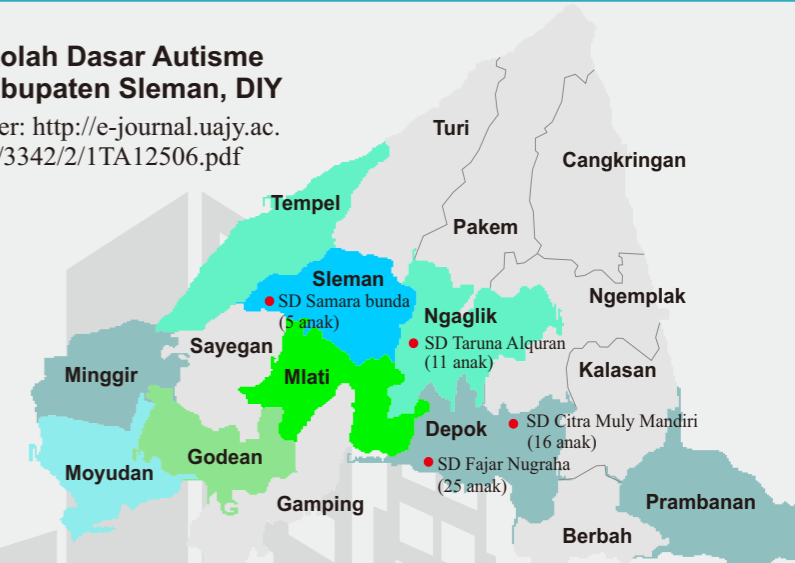 olah Dasar Autisme
bupaten Sleman, DIY
er: http://e-journal.uajy.ac.
/3342/2/1TA12506.pdf
Turi
Cangkringan
Tempel
Pakem
Sleman
SD Samara bunda
(5 anak)
Ngemplak
Ngaglik
SD Taruna Alquran
(11 anak)
Sayegan
Kalasan
Minggir
Mlati
SD Citra Muly Mandiri
(16 anak)
Depok
Godean
SD Fajar Nugraha
(25 anak)
Moyudan
Gamping
Prambanan
Berbah